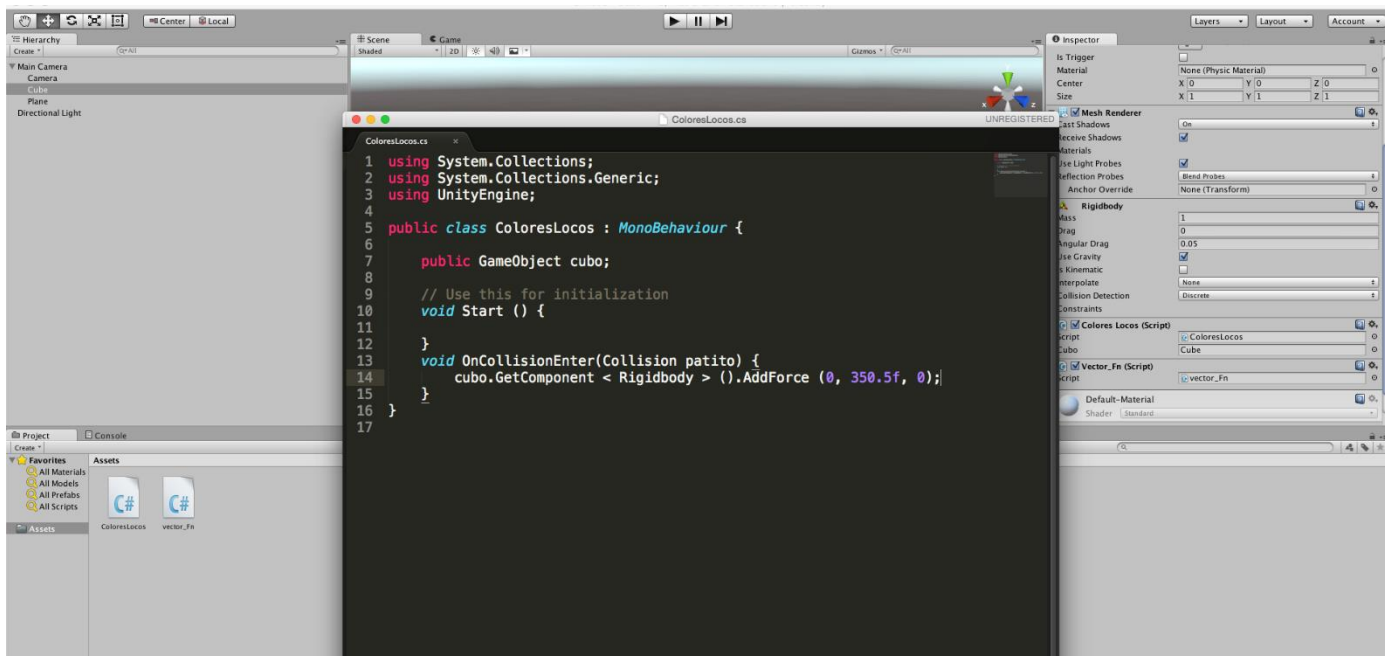 Center Local
Layers Layout Account
Hierarchy
Create Q▾All
Main Camera
Camera
Cube
Plane
Directional Light
Scene Game
Shaded 2D Gizmos Q▾All
x z
Inspector
Is Trigger
Material None (Physic Material)
Center X 0 Y 0 Z 0
Size X 1 Y 1 Z 1
Mesh Renderer
Cast Shadows On
Receive Shadows
Materials
Use Light Probes
Reflection Probes Blend Probes
Anchor Override None (Transform)
Rigidbody
Mass 1
Drag 0
Angular Drag 0.05
Use Gravity
Is Kinematic
Interpolate None
Collision Detection Discrete
Constraints
Colores Locos (Script)
Script ColoresLocos
Cubo Cube
Vector_Fn (Script)
Script vector_Fn
Default-Material
Shader Standard
ColoresLocos.cs UNREGISTERED
ColoresLocos.cs ×
1 using System.Collections;
2 using System.Collections.Generic;
3 using UnityEngine;
4
5 public class ColoresLocos : MonoBehaviour {
6
7 public GameObject cubo;
8
9 // Use this for initialization
10 void Start () {
11
12 }
13 void OnCollisionEnter(Collision patito) {
14 cubo.GetComponent < Rigidbody > ().AddForce (0, 350.5f, 0);
15 }
16 }
17
Project Console
Create
Favorites
All Materials
All Models
All Prefabs
All Scripts
Assets
Assets
C# C#
ColoresLocos vector_Fn